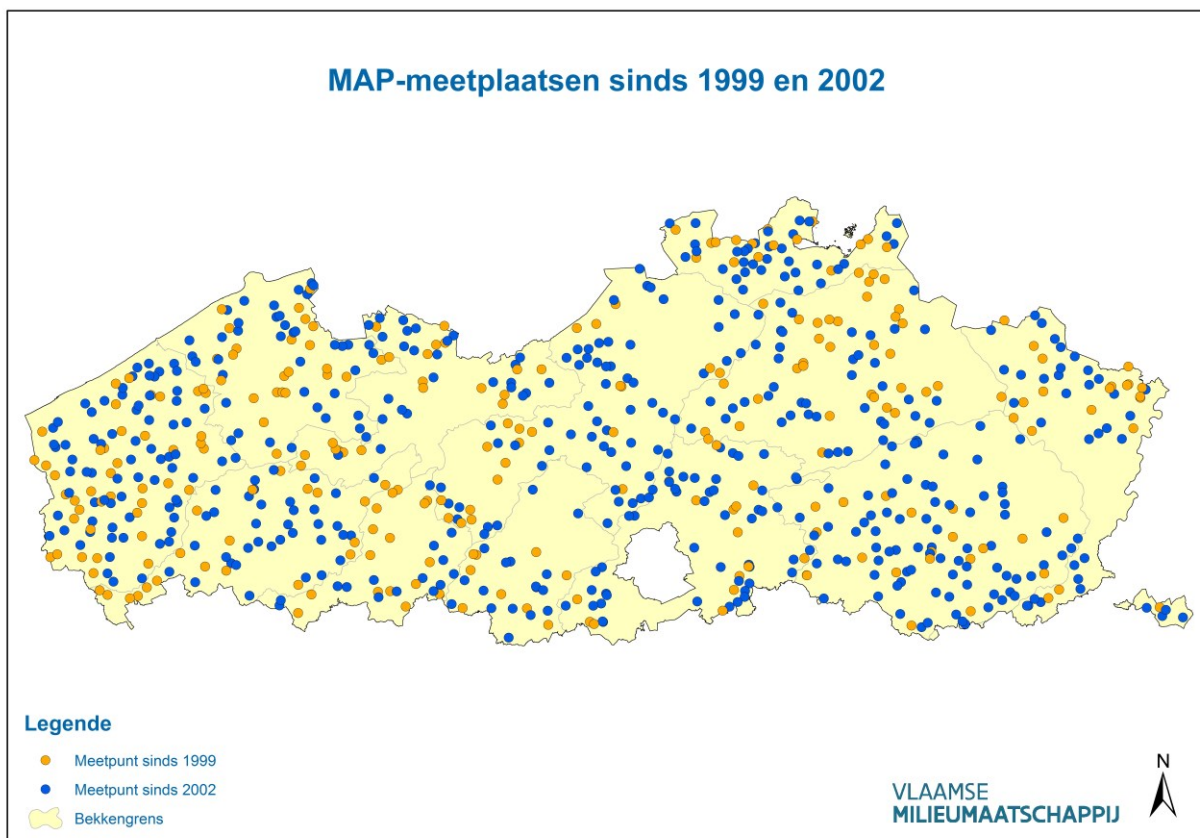 MAP-meetplaatsen sinds 1999 en 2002
Legende
Meetpunt sinds 1999
Meetpunt sinds 2002
Bekkengrens
VLAAMSE
MILIEUMAATSCHAPPIJ
N